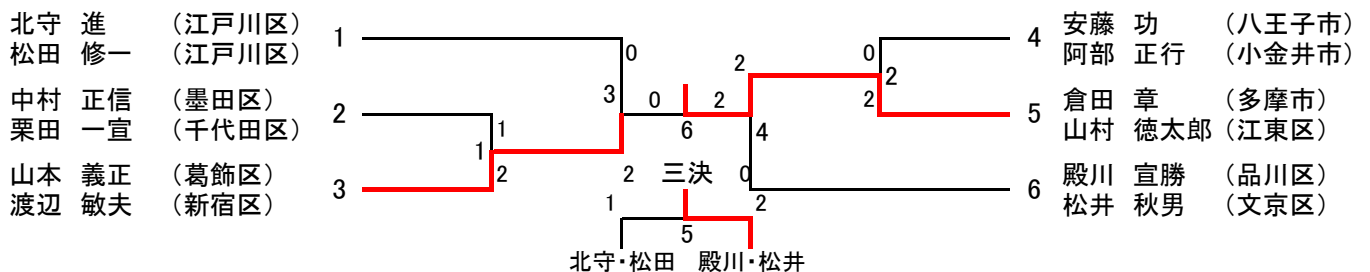 北守 進 （江戸川区）
松田 修一 （江戸川区）
1
中村 正信 （墨田区）
栗田 一宣 （千代田区）
2
山本 義正 （葛飾区）
渡辺 敏夫 （新宿区）
3
0
3
1
1
2
2
0
2
6
三決
1
2
5
北守・松田 殿川・松井
2
4
0
0
2
2
4
安藤 功 （八王子市）
阿部 正行 （小金井市）
5
倉田 章 （多摩市）
山村 徳太郎 （江東区）
6
殿川 宣勝 （品川区）
松井 秋男 （文京区）